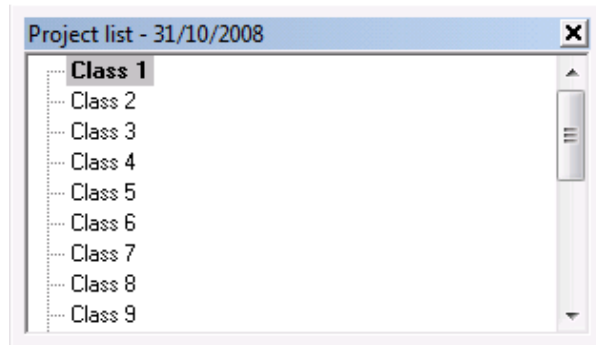 Project list - 31/10/2008
Class 1
Class 2
Class 3
Class 4
Class 5
Class 6
Class 7
Class 8
Class 9